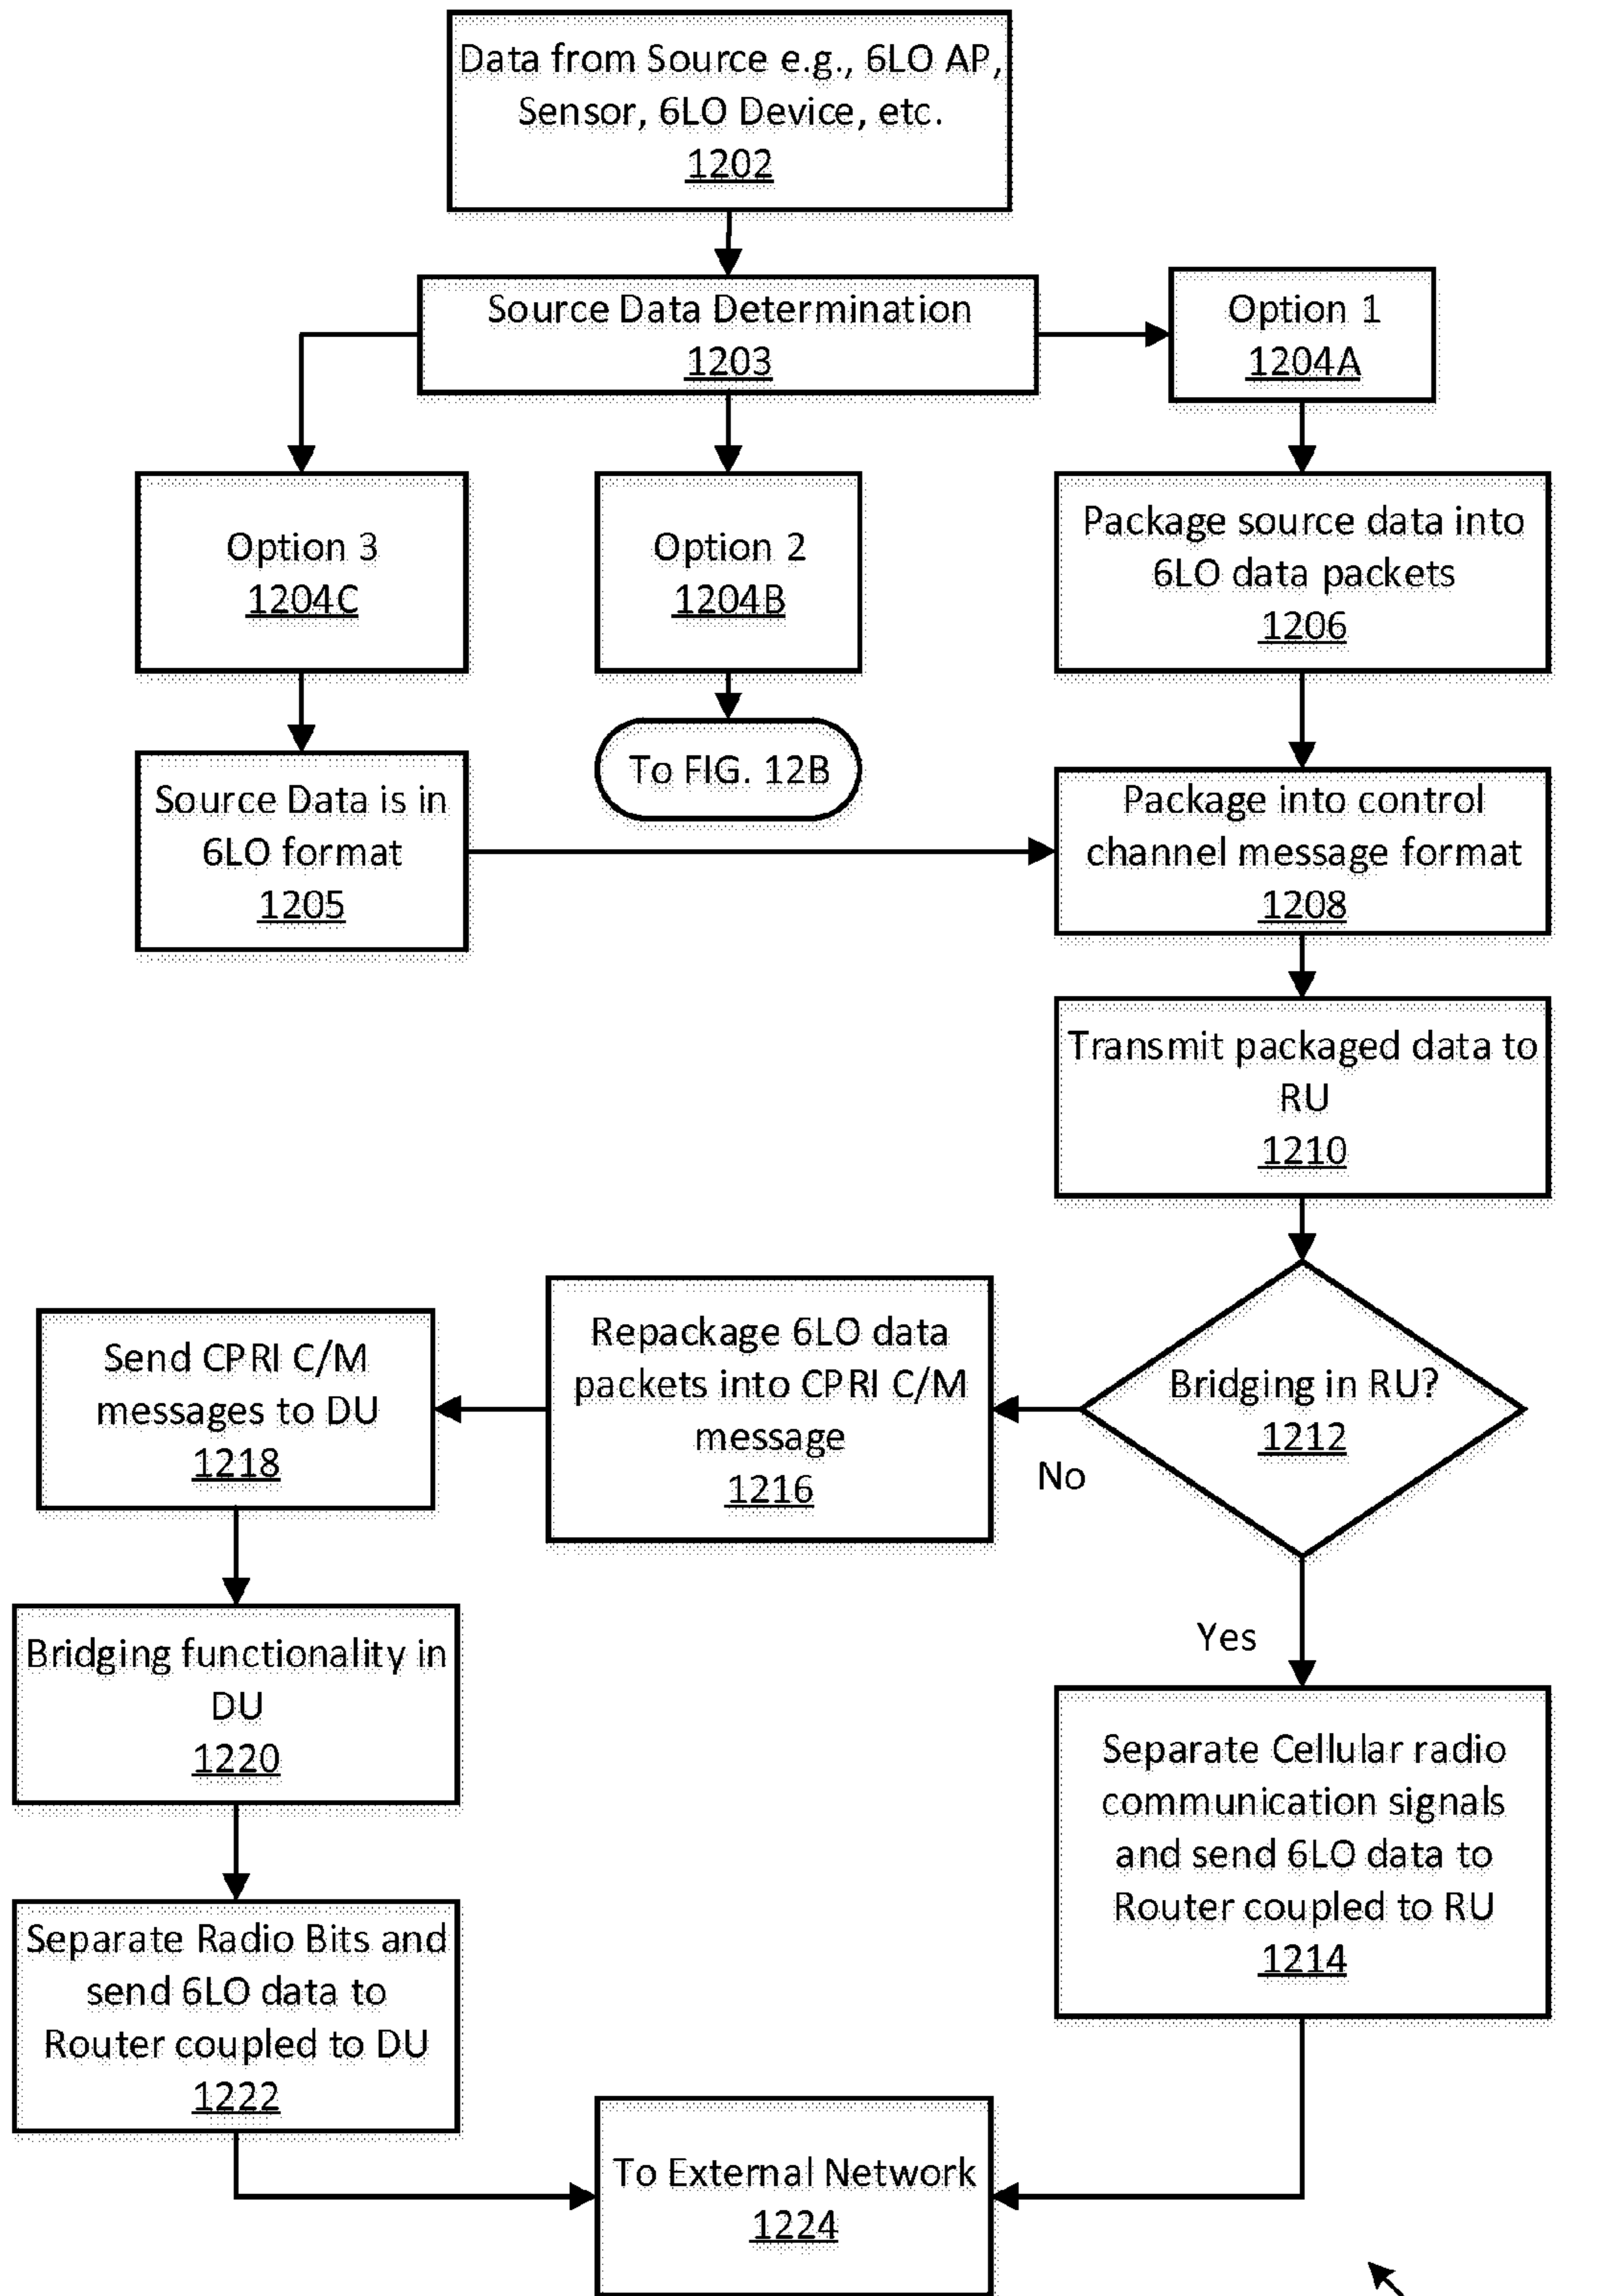 Data from Source e.g., 6LO AP,
Sensor, 6LO Device, etc.
1202
Source Data Determination
1203
Option 1
1204A
Option 3
1204C
Option 2
1204B
Package source data into
6LO data packets
1206
To FIG. 12B
Source Data is in
6LO format
1205
Package into control
channel message format
1208
Transmit packaged data to
RU
1210
Bridging in RU?
1212
No
Repackage 6LO data
packets into CPRI C/M
message
1216
Send CPRI C/M
messages to DU
1218
Yes
Bridging functionality in
DU
1220
Separate Cellular radio
communication signals
and send 6LO data to
Router coupled to RU
1214
Separate Radio Bits and
send 6LO data to
Router coupled to DU
1222
To External Network
1224